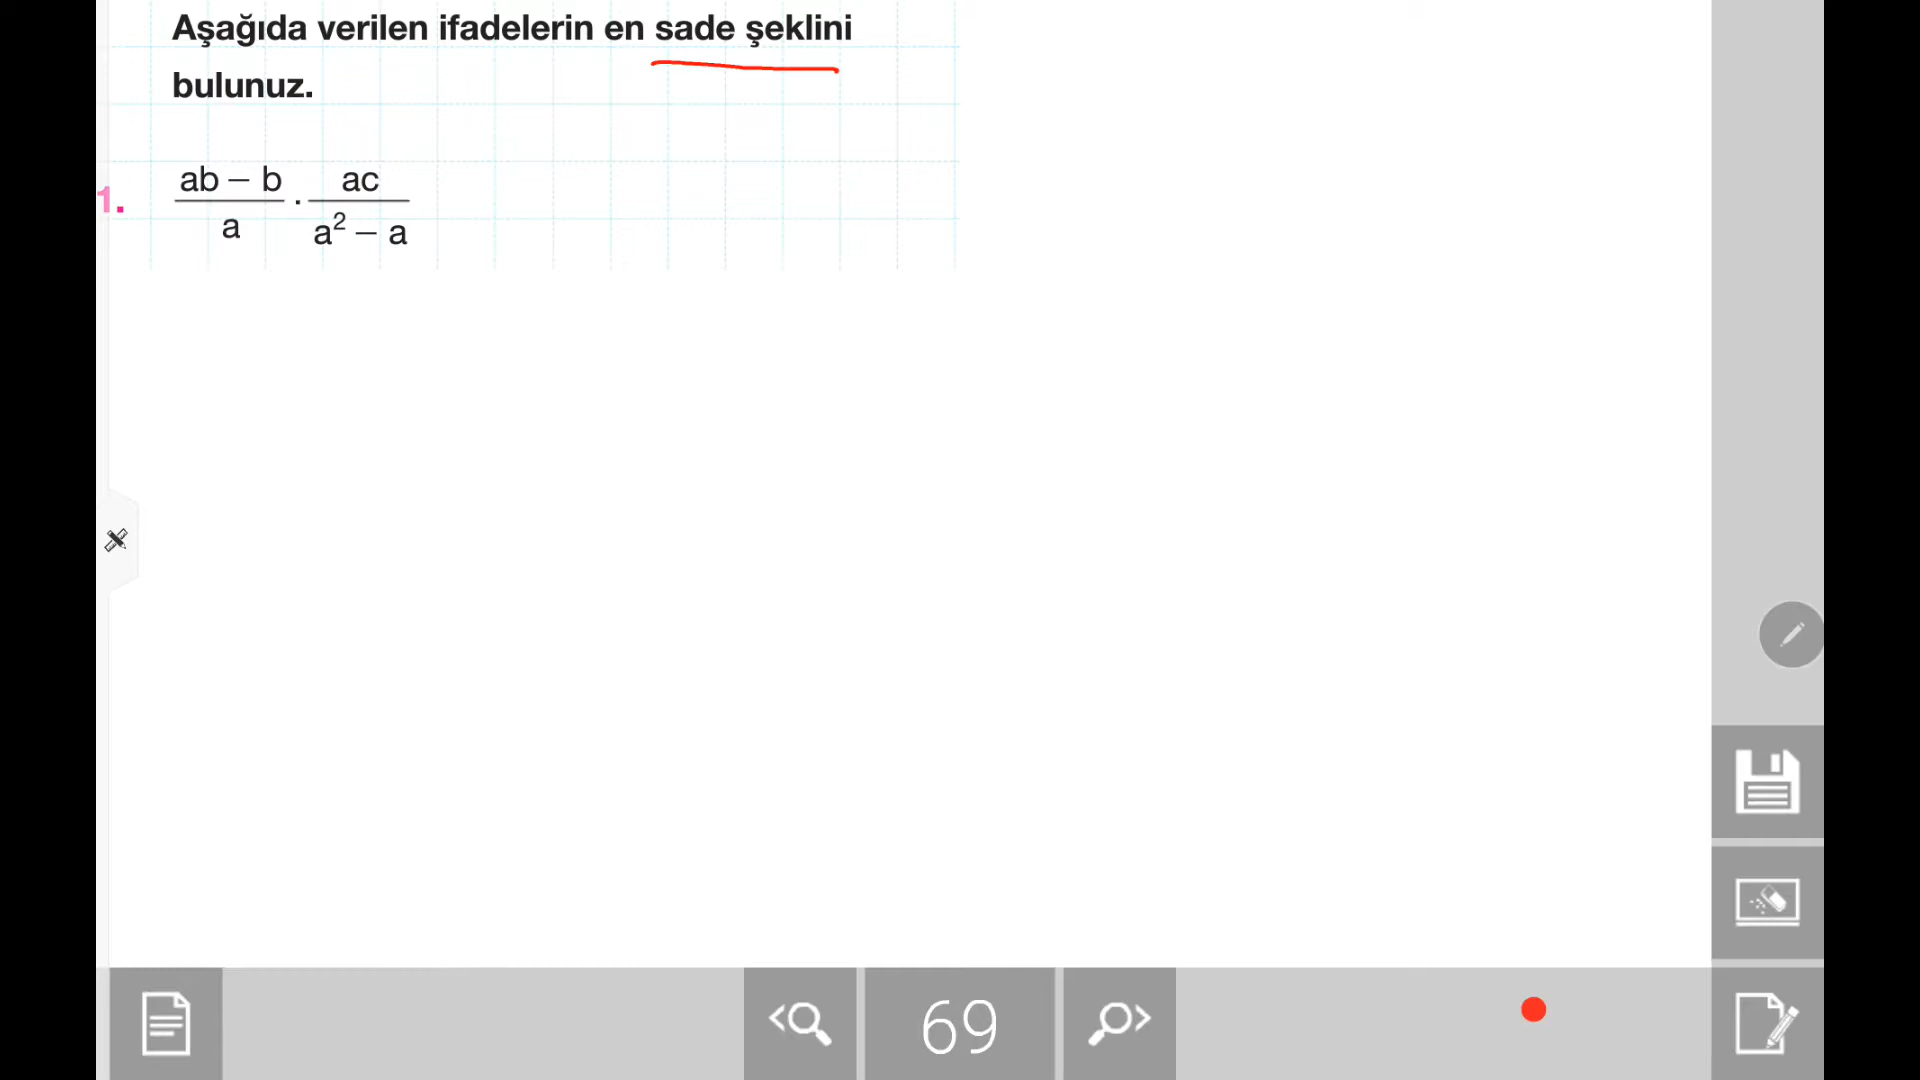 Aşağıda verilen ifadelerin en sade şeklini
bulunuz.
1. (ab – b)/a · ac/(a² – a)
69